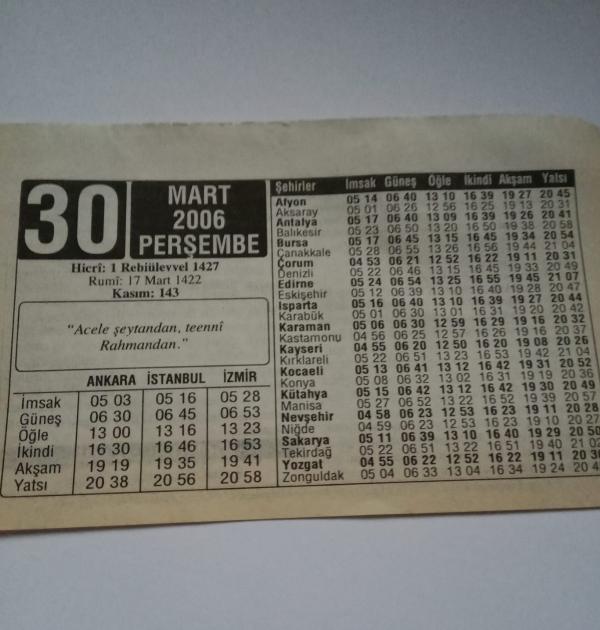 30
MART
2006
PERŞEMBE
Hicrî: 1 Rebiülevvel 1427
Rumî: 17 Mart 1422
Kasım: 143
"Acele şeytandan, teennî
Rahmandan."
ANKARA İSTANBUL İZMİR
İmsak 05 03 05 16 05 28
Güneş 06 30 06 45 06 53
Öğle 13 00 13 16 13 23
İkindi 16 30 16 46 16 53
Akşam 19 19 19 35 19 41
Yatsı 20 38 20 56 20 58
Şehirler İmsak Güneş Öğle İkindi Akşam Yatsı
Afyon 05 14 06 40 13 10 16 39 19 27 20 45
Aksaray 05 01 06 26 12 56 16 25 19 13 20 31
Antalya 05 17 06 40 13 09 16 39 19 26 20 41
Balıkesir 05 23 06 50 13 20 16 50 19 38 20 58
Bursa 05 17 06 45 13 15 16 45 19 34 20 54
Çanakkale 05 28 06 55 13 26 16 56 19 44 21 04
Çorum 04 53 06 21 12 52 16 22 19 11 20 31
Denizli 05 22 06 46 13 15 16 45 19 33 20 49
Edirne 05 24 06 54 13 25 16 55 19 45 21 07
Eskişehir 05 12 06 39 13 10 16 40 19 28 20 47
Isparta 05 16 06 40 13 10 16 39 19 27 20 44
Karabük 05 01 06 30 13 01 16 31 19 20 20 42
Karaman 05 06 06 30 12 59 16 29 19 16 20 32
Kastamonu 04 56 06 25 12 57 16 26 19 16 20 37
Kayseri 04 55 06 20 12 50 16 20 19 08 20 26
Kırklareli 05 22 06 51 13 23 16 53 19 42 21 04
Kocaeli 05 13 06 41 13 12 16 42 19 31 20 52
Konya 05 08 06 32 13 02 16 31 19 19 20 36
Kütahya 05 15 06 42 13 12 16 42 19 30 20 49
Manisa 05 27 06 52 13 22 16 52 19 39 20 57
Nevşehir 04 58 06 23 12 53 16 23 19 11 20 28
Niğde 04 59 06 23 12 53 16 23 19 10 20 27
Sakarya 05 11 06 39 13 10 16 40 19 29 20 50
Tekirdağ 05 22 06 51 13 22 16 51 19 40 21 02
Yozgat 04 55 06 22 12 52 16 22 19 11 20
Zonguldak 05 04 06 33 13 04 16 34 19 24 20